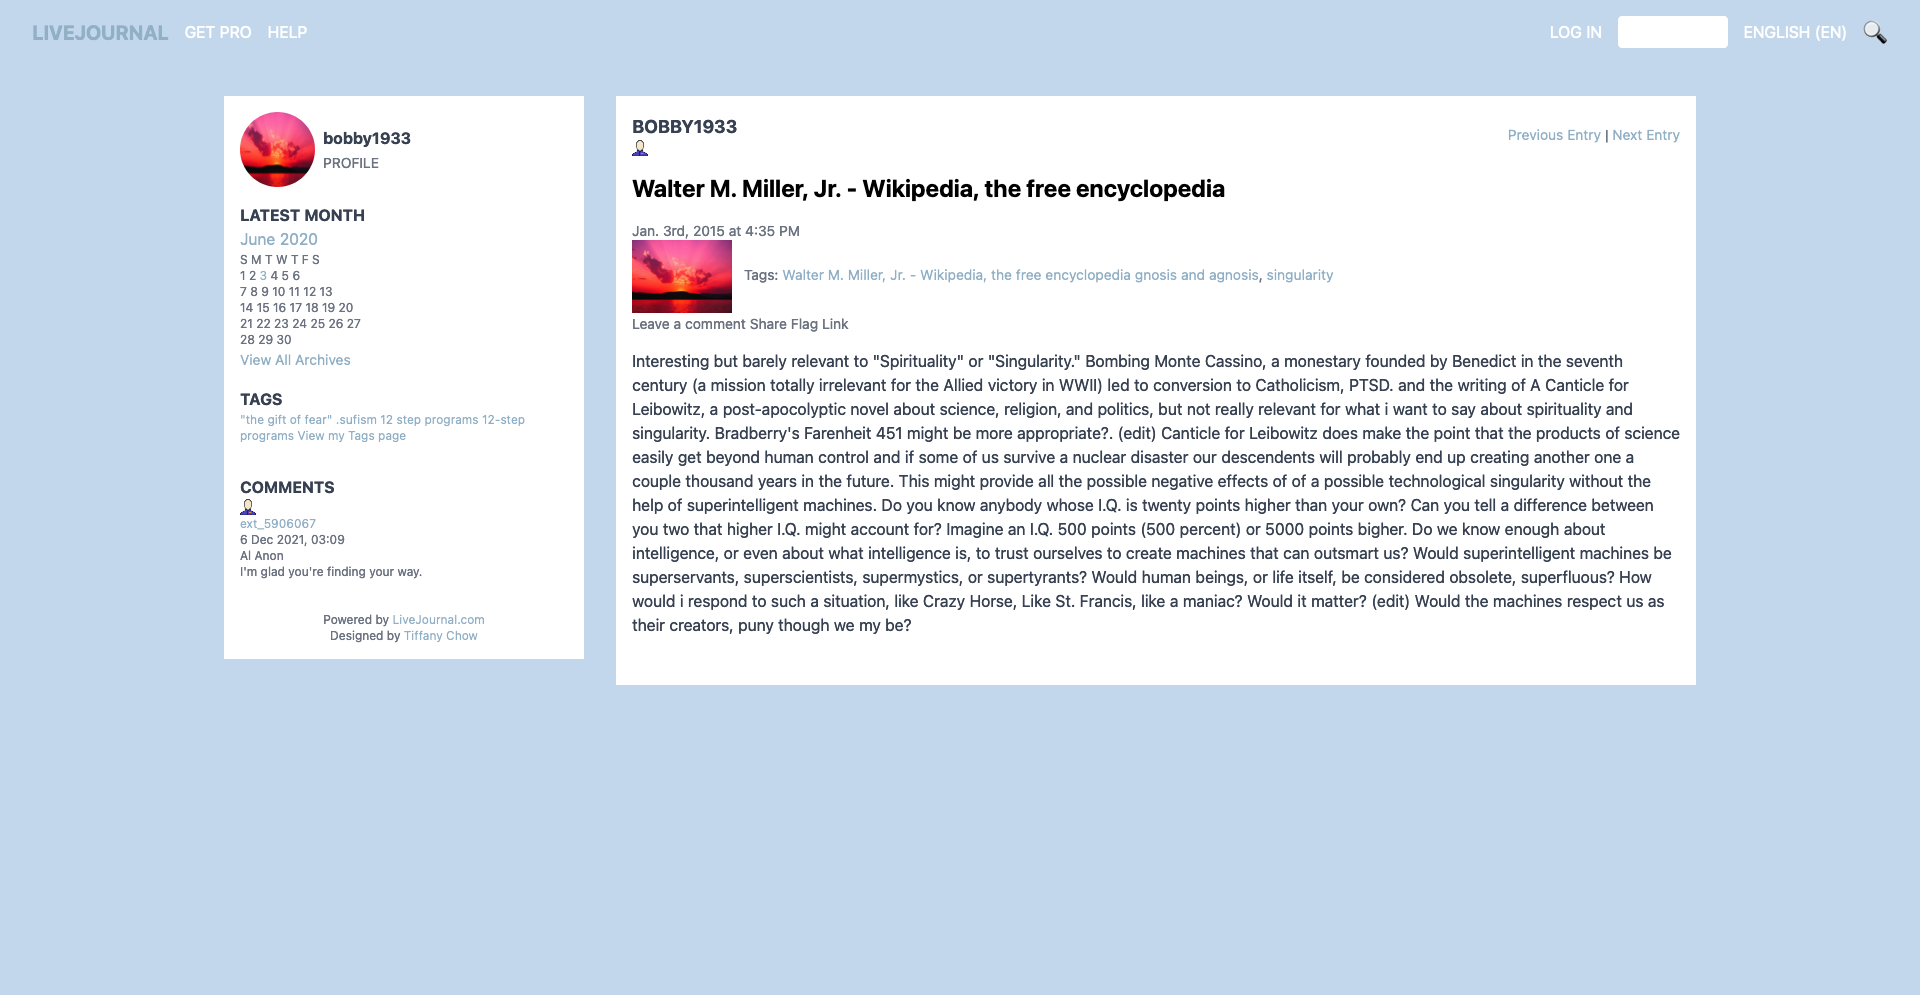 LIVEJOURNAL GET PRO HELP
LOG IN ENGLISH (EN)
bobby1933
PROFILE
LATEST MONTH
June 2020
S M T W T F S
1 2 3 4 5 6
7 8 9 10 11 12 13
14 15 16 17 18 19 20
21 22 23 24 25 26 27
28 29 30
View All Archives
TAGS
"the gift of fear" .sufism 12 step programs 12-step
programs View my Tags page
COMMENTS
ext_5906067
6 Dec 2021, 03:09
Al Anon
I'm glad you're finding your way.
Powered by LiveJournal.com
Designed by Tiffany Chow
BOBBY1933
Previous Entry | Next Entry
Walter M. Miller, Jr. - Wikipedia, the free encyclopedia
Jan. 3rd, 2015 at 4:35 PM
Tags: Walter M. Miller, Jr. - Wikipedia, the free encyclopedia gnosis and agnosis, singularity
Leave a comment Share Flag Link
Interesting but barely relevant to "Spirituality" or "Singularity." Bombing Monte Cassino, a monestary founded by Benedict in the seventh
century (a mission totally irrelevant for the Allied victory in WWII) led to conversion to Catholicism, PTSD. and the writing of A Canticle for
Leibowitz, a post-apocolyptic novel about science, religion, and politics, but not really relevant for what i want to say about spirituality and
singularity. Bradberry's Farenheit 451 might be more appropriate?. (edit) Canticle for Leibowitz does make the point that the products of science
easily get beyond human control and if some of us survive a nuclear disaster our descendents will probably end up creating another one a
couple thousand years in the future. This might provide all the possible negative effects of of a possible technological singularity without the
help of superintelligent machines. Do you know anybody whose I.Q. is twenty points higher than your own? Can you tell a difference between
you two that higher I.Q. might account for? Imagine an I.Q. 500 points (500 percent) or 5000 points bigher. Do we know enough about
intelligence, or even about what intelligence is, to trust ourselves to create machines that can outsmart us? Would superintelligent machines be
superservants, superscientists, supermystics, or supertyrants? Would human beings, or life itself, be considered obsolete, superfluous? How
would i respond to such a situation, like Crazy Horse, Like St. Francis, like a maniac? Would it matter? (edit) Would the machines respect us as
their creators, puny though we my be?